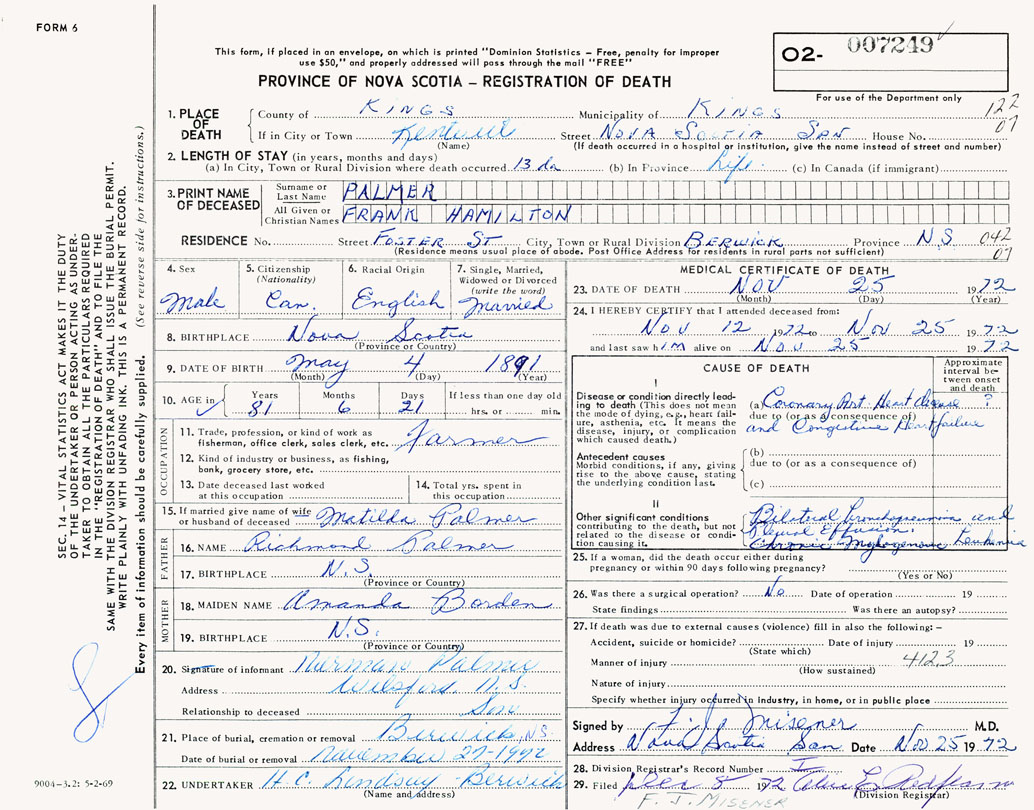 FORM 6
This form, if placed in an envelope, on which is printed "Dominion Statistics – Free, penalty for improper
use $50," and properly addressed will pass through the mail "FREE"
PROVINCE OF NOVA SCOTIA – REGISTRATION OF DEATH
02- 007249
For use of the Department only
122
07
1. PLACE OF DEATH
County of KINGS Municipality of KINGS
If in City or Town Kentville Street NOVA SCOTIA SAN House No.
(Name) (If death occurred in a hospital or institution, give the name instead of street and number)
2. LENGTH OF STAY (in years, months and days)
(a) In City, Town or Rural Division where death occurred 13 da (b) In Province Life (c) In Canada (if immigrant)
3. PRINT NAME OF DECEASED
Surname or Last Name PALMER
All Given or Christian Names FRANK HAMILTON
RESIDENCE No. Street FOSTER ST City, Town or Rural Division BERWICK Province N.S. 042
07
(Residence means usual place of abode. Post Office Address for residents in rural parts not sufficient)
4. Sex Male
5. Citizenship (Nationality) Can.
6. Racial Origin English
7. Single, Married, Widowed or Divorced (write the word) Married
8. BIRTHPLACE Nova Scotia
(Province or Country)
9. DATE OF BIRTH May 4 1891
(Month) (Day) (Year)
10. AGE in Years 81 Months 6 Days 21 If less than one day old
hrs. or min.
OCCUPATION
11. Trade, profession, or kind of work as fisherman, office clerk, sales clerk, etc. Farmer
12. Kind of industry or business, as fishing, bank, grocery store, etc.
13. Date deceased last worked at this occupation
14. Total yrs. spent in this occupation
15. If married give name of wife or husband of deceased Matilda Palmer
FATHER
16. NAME Richmond Palmer
17. BIRTHPLACE N.S.
(Province or Country)
MOTHER
18. MAIDEN NAME Amanda Borden
19. BIRTHPLACE N.S.
(Province or Country)
20. Signature of informant Palmer
Address N.S.
Relationship to deceased Son
21. Place of burial, cremation or removal Berwick, N.S.
Date of burial or removal November 27-1972
22. UNDERTAKER H.C. Lindsay - Berwick
(Name and address)
MEDICAL CERTIFICATE OF DEATH
23. DATE OF DEATH NOV 25 1972
(Month) (Day) (Year)
24. I HEREBY CERTIFY that I attended deceased from:
NOV 12 1972 to NOV 25 1972
and last saw him alive on NOV 25 1972
CAUSE OF DEATH
Approximate interval between onset and death
I
Disease or condition directly leading to death (This does not mean the mode of dying, e.g., heart failure, asthenia, etc. It means the disease, injury, or complication which caused death.)
(a) Coronary Art. Heart disease ?
due to (or as a consequence of)
and Congestive Heart failure
Antecedent causes
Morbid conditions, if any, giving rise to the above cause, stating the underlying condition last.
(b)
due to (or as a consequence of)
(c)
II
Other significant conditions contributing to the death, but not related to the disease or condition causing it.
Bilateral bronchopneumonia and
Pleural Effusion.
Chronic Myelogenous Leukemia
25. If a woman, did the death occur either during
pregnancy or within 90 days following pregnancy?
(Yes or No)
26. Was there a surgical operation? No Date of operation 19
State findings Was there an autopsy?
27. If death was due to external causes (violence) fill in also the following: –
Accident, suicide or homicide? Date of injury 19
(State which)
Manner of injury 4123
(How sustained)
Nature of injury
Specify whether injury occurred in industry, in home, or in public place
Signed by F. J. Misener M.D.
Address Nova Scotia San Date Nov 25 1972
28. Division Registrar's Record Number
29. Filed Dec 8 1972
(Division Registrar)
F. J. MISENER
SEC. 14 – VITAL STATISTICS ACT MAKES IT THE DUTY
OF THE UNDERTAKER OR PERSON ACTING AS UNDER-
TAKER TO OBTAIN ALL THE PARTICULARS REQUIRED
IN THE "REGISTRATION OF DEATH" AND TO FILE THE
SAME WITH THE DIVISION REGISTRAR WHO SHALL ISSUE THE BURIAL PERMIT.
WRITE PLAINLY WITH UNFADING INK. THIS IS A PERMANENT RECORD.
Every item of information should be carefully supplied. (See reverse side for instructions.)
9004-3.2: 5-2-69